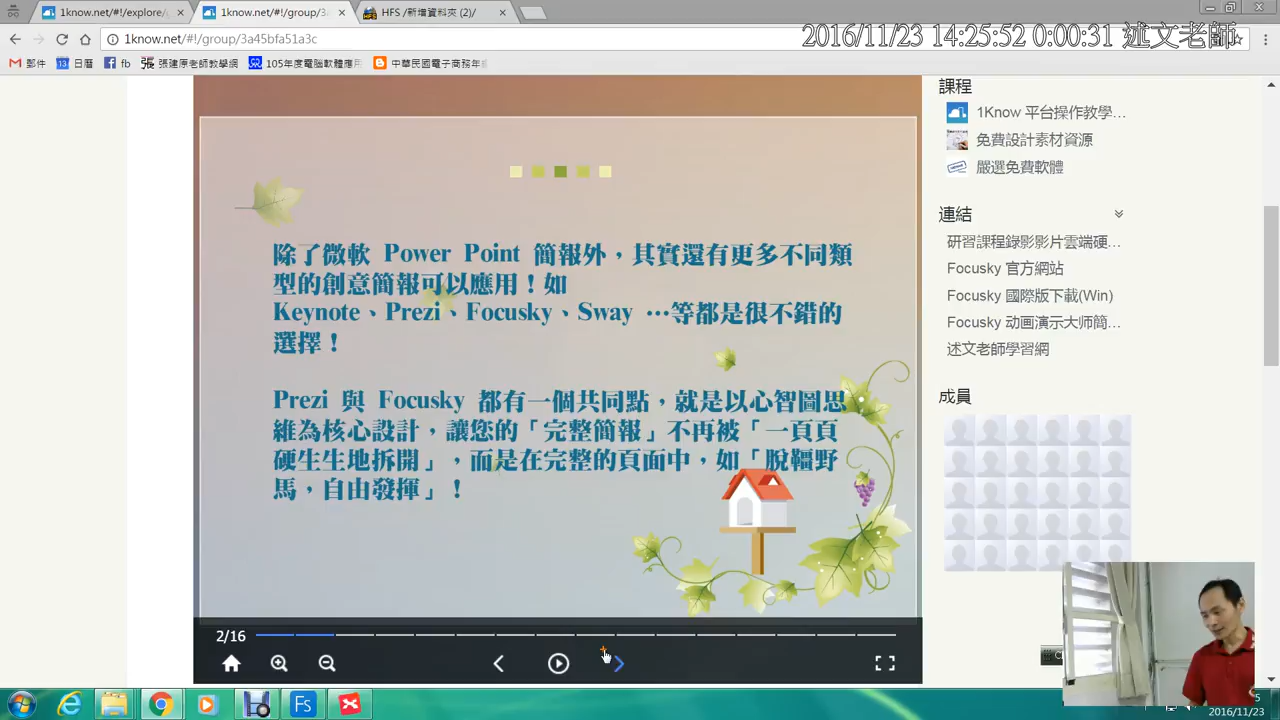 1know.net/#!/explore/g
1know.net/#!/group/3a
HFS /新增資料夾 (2)/
1know.net/#!/group/3a45bfa51a3c
2016/11/23 14:25:52 0:00:31 述文老師
郵件
13 日曆
fb
張建原老師教學網
105年度電腦軟體應用
中華民國電子商務年
除了微軟 Power Point 簡報外，其實還有更多不同類
型的創意簡報可以應用！如
Keynote、Prezi、Focusky、Sway …等都是很不錯的
選擇！
Prezi 與 Focusky 都有一個共同點，就是以心智圖思
維為核心設計，讓您的「完整簡報」不再被「一頁頁
硬生生地拆開」，而是在完整的頁面中，如「脫韁野
馬，自由發揮」！
2/16
課程
1Know 平台操作教學...
免費設計素材資源
嚴選免費軟體
連結
研習課程錄影影片雲端硬...
Focusky 官方網站
Focusky 國際版下載(Win)
Focusky 动画演示大师簡...
述文老師學習網
成員
Fs
2016/11/23